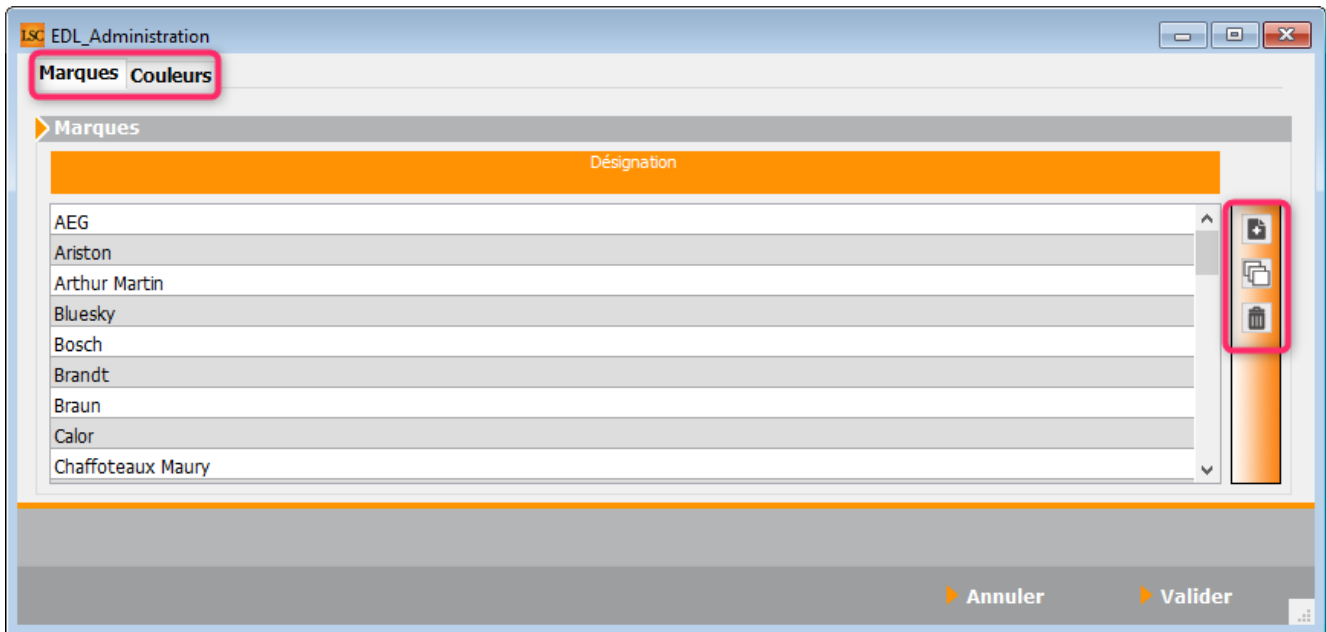 LSC EDL_Administration
Marques Couleurs
Marques
Désignation
AEG
Ariston
Arthur Martin
Bluesky
Bosch
Brandt
Braun
Calor
Chaffoteaux Maury
Annuler Valider